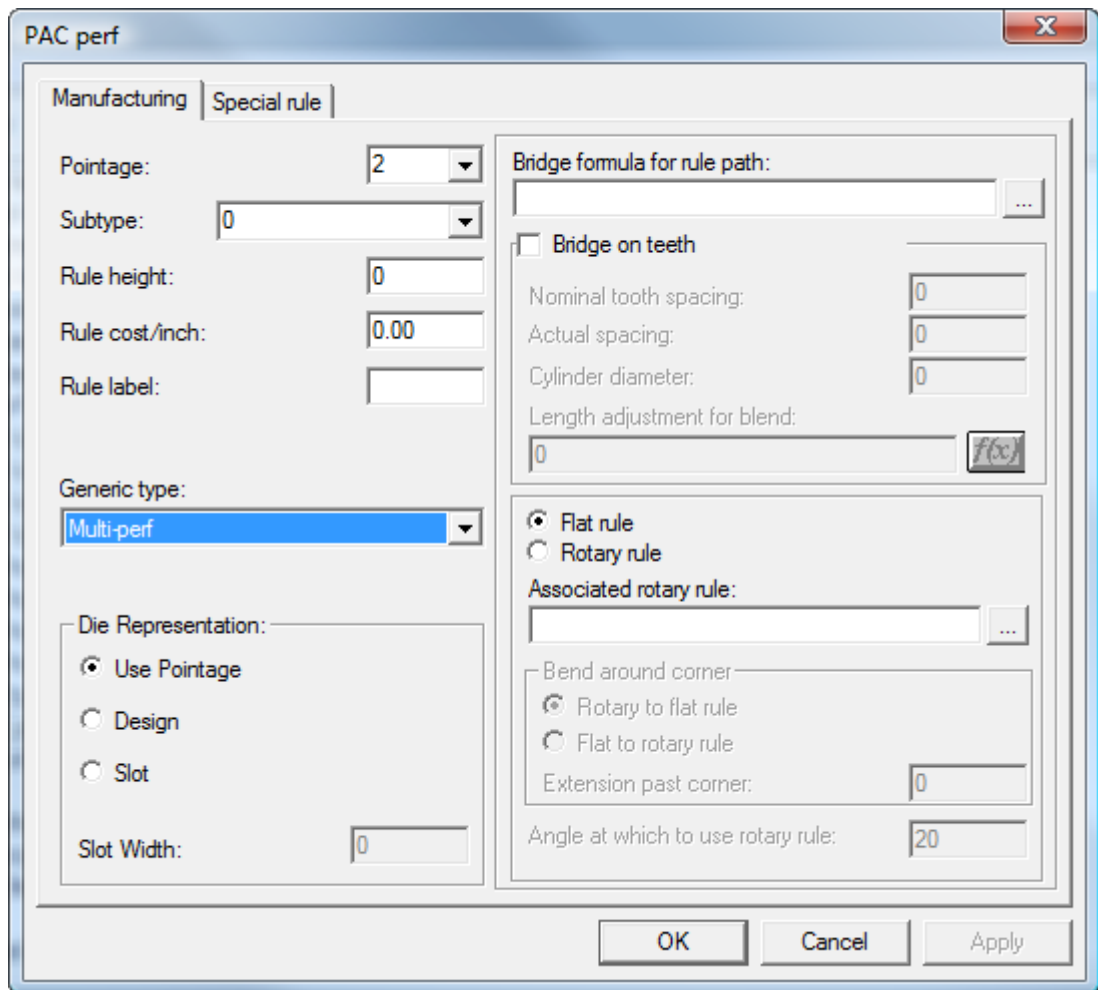 PAC perf
Manufacturing
Special rule
Pointage:
2
Subtype:
0
Rule height:
0
Rule cost/inch:
0.00
Rule label:
Generic type:
Multi-perf
Die Representation:
Use Pointage
Design
Slot
Slot Width:
0
Bridge formula for rule path:
...
Bridge on teeth
Nominal tooth spacing:
0
Actual spacing:
0
Cylinder diameter:
0
Length adjustment for blend:
0
f(x)
Flat rule
Rotary rule
Associated rotary rule:
...
Bend around corner
Rotary to flat rule
Flat to rotary rule
Extension past corner:
0
Angle at which to use rotary rule:
20
OK
Cancel
Apply